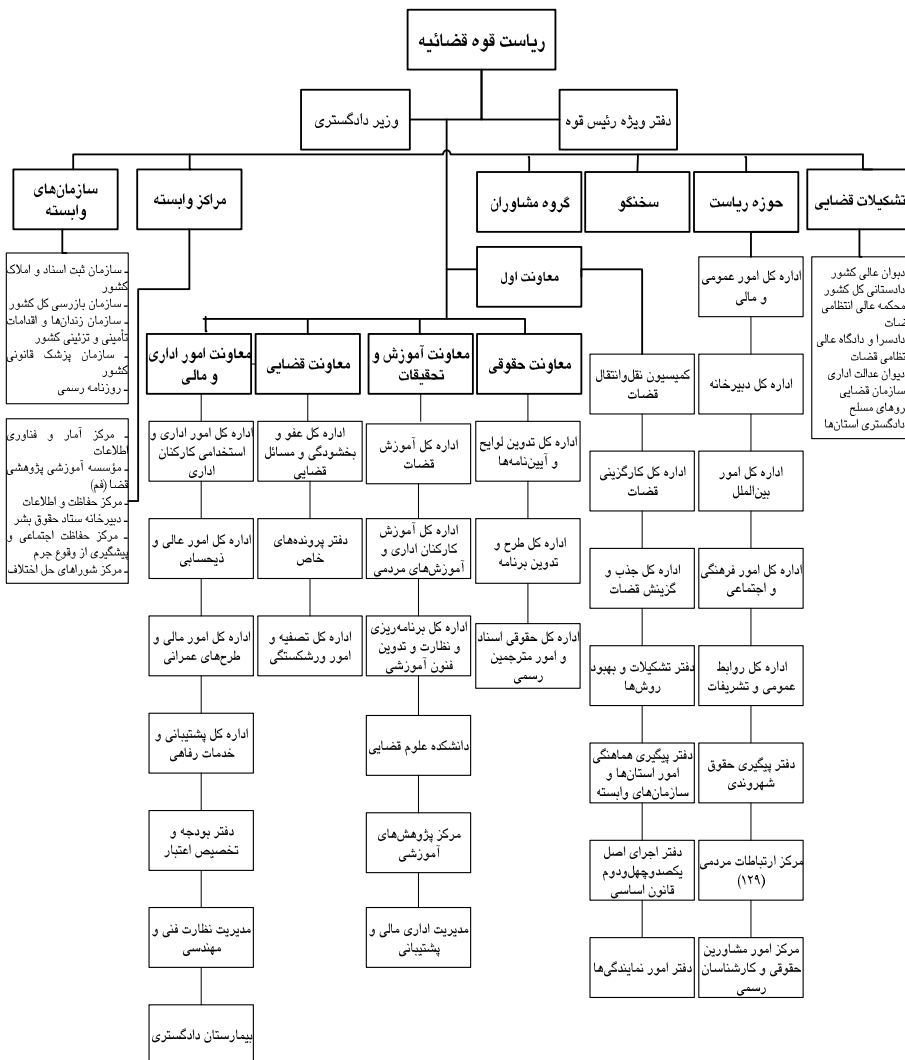 ریاست قوه قضائیه
دفتر ویژه رئیس قوه
وزیر دادگستری
تشکیلات قضایی
حوزه ریاست
سخنگو
گروه مشاوران
مراکز وابسته
سازمان‌های
وابسته
دیوان عالی کشور
دادستانی کل کشور
محکمه عالی انتظامی
ضات
دادسرا و دادگاه عالی
نظامی قضات
دیوان عدالت اداری
سازمان قضایی
روهای مسلح
دادگستری استان‌ها
اداره کل امور عمومی
و مالی
اداره کل دبیرخانه
اداره کل امور
بین‌الملل
اداره کل امور فرهنگی
و اجتماعی
اداره کل روابط
عمومی و تشریفات
دفتر پیگیری حقوق
شهروندی
مرکز ارتباطات مردمی
(۱۲۹)
مرکز امور مشاورین
حقوقی و کارشناسان
رسمی
معاونت اول
کمیسیون نقل‌وانتقال
قضات
اداره کل کارگزینی
قضات
اداره کل جذب و
گزینش قضات
دفتر تشکیلات و بهبود
روش‌ها
دفتر پیگیری هماهنگی
امور استان‌ها و
سازمان‌های وابسته
دفتر اجرای اصل
یکصدوچهل‌ودوم
قانون اساسی
دفتر امور نمایندگی‌ها
معاونت حقوقی
اداره کل تدوین لوایح
و آیین‌نامه‌ها
اداره کل طرح و
تدوین برنامه
اداره کل حقوقی اسناد
و امور مترجمین
رسمی
معاونت آموزش و
تحقیقات
اداره کل آموزش
قضات
اداره کل آموزش
کارکنان اداری و
آموزش‌های مردمی
اداره کل برنامه‌ریزی
و نظارت و تدوین
فنون آموزشی
دانشکده علوم قضایی
مرکز پژوهش‌های
آموزشی
مدیریت اداری مالی و
پشتیبانی
معاونت قضایی
اداره کل عفو و
بخشودگی و مسائل
قضایی
دفتر پرونده‌های
خاص
اداره کل تصفیه و
امور ورشکستگی
معاونت امور اداری
و مالی
اداره کل امور اداری و
استخدامی کارکنان
اداری
اداره کل امور عالی و
ذیحسابی
اداره کل امور مالی و
طرح‌های عمرانی
اداره کل پشتیبانی و
خدمات رفاهی
دفتر بودجه و
تخصیص اعتبار
مدیریت نظارت فنی و
مهندسی
بیمارستان دادگستری
ـ سازمان ثبت اسناد و املاک
کشور
ـ سازمان بازرسی کل کشور
ـ سازمان زندان‌ها و اقدامات
تأمینی و تزئینی کشور
ـ سازمان پزشک قانونی
کشور
ـ روزنامه رسمی
ـ مرکز آمار و فناوری
اطلاعات
ـ مؤسسه آموزشی پژوهشی
قضا (قم)
ـ مرکز حفاظت و اطلاعات
ـ دبیرخانه ستاد حقوق بشر
ـ مرکز حفاظت اجتماعی و
پیشگیری از وقوع جرم
ـ مرکز شوراهای حل اختلاف